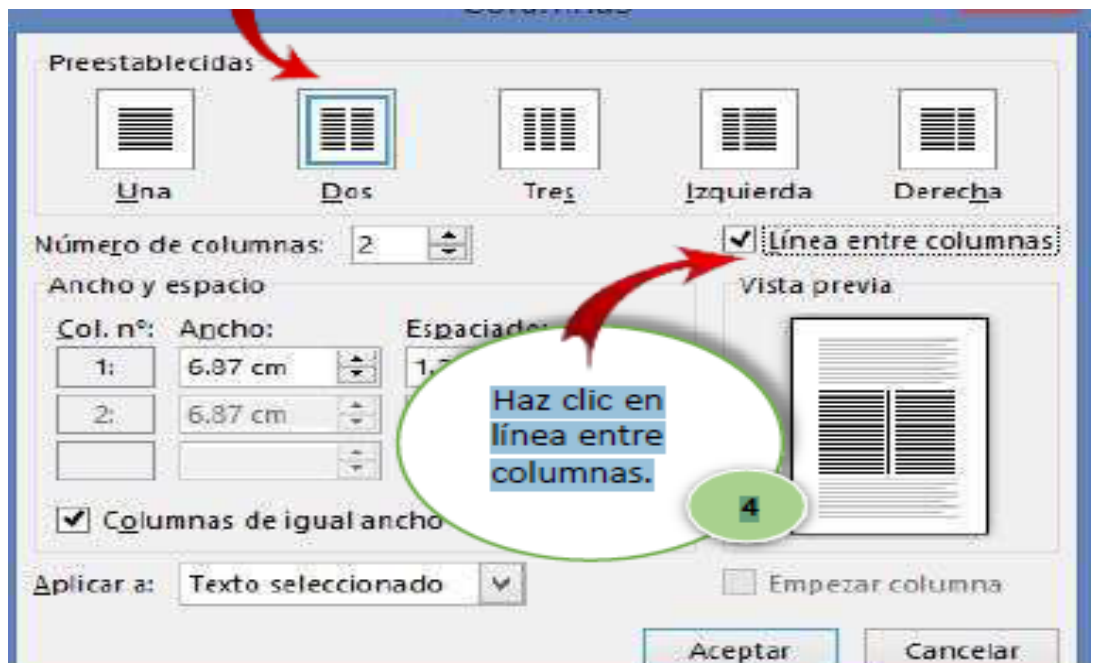 Preestablecidas
Una Dos Tres Izquierda Derecha
Número de columnas: 2 Línea entre columnas
Ancho y espacio Vista previa
Col. nº: Ancho: Espaciado:
1: 6.87 cm
2: 6.87 cm
Haz clic en
línea entre
columnas.
4
Columnas de igual ancho
Aplicar a: Texto seleccionado Empezar columna
Aceptar Cancelar